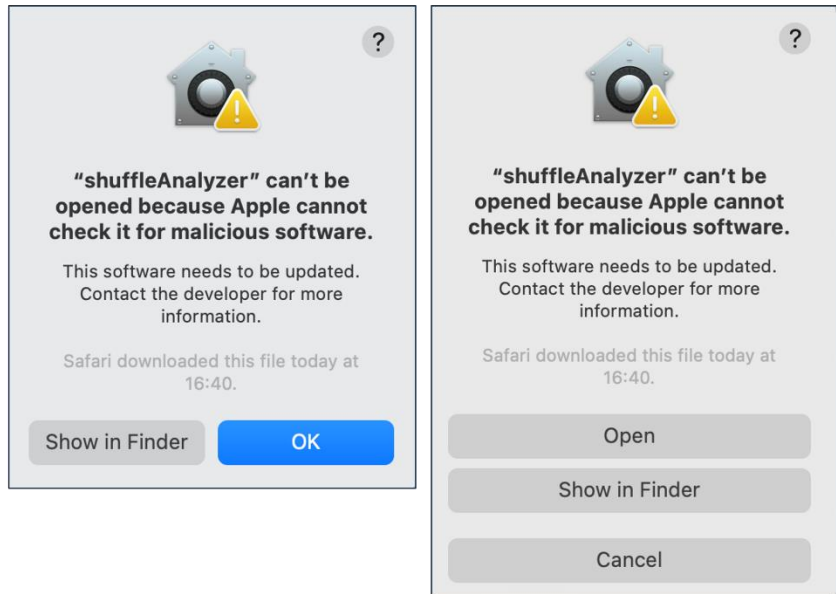 ?
“shuffleAnalyzer” can’t be
opened because Apple cannot
check it for malicious software.
This software needs to be updated.
Contact the developer for more
information.
Safari downloaded this file today at
16:40.
Show in Finder
OK
?
“shuffleAnalyzer” can’t be
opened because Apple cannot
check it for malicious software.
This software needs to be updated.
Contact the developer for more
information.
Safari downloaded this file today at
16:40.
Open
Show in Finder
Cancel